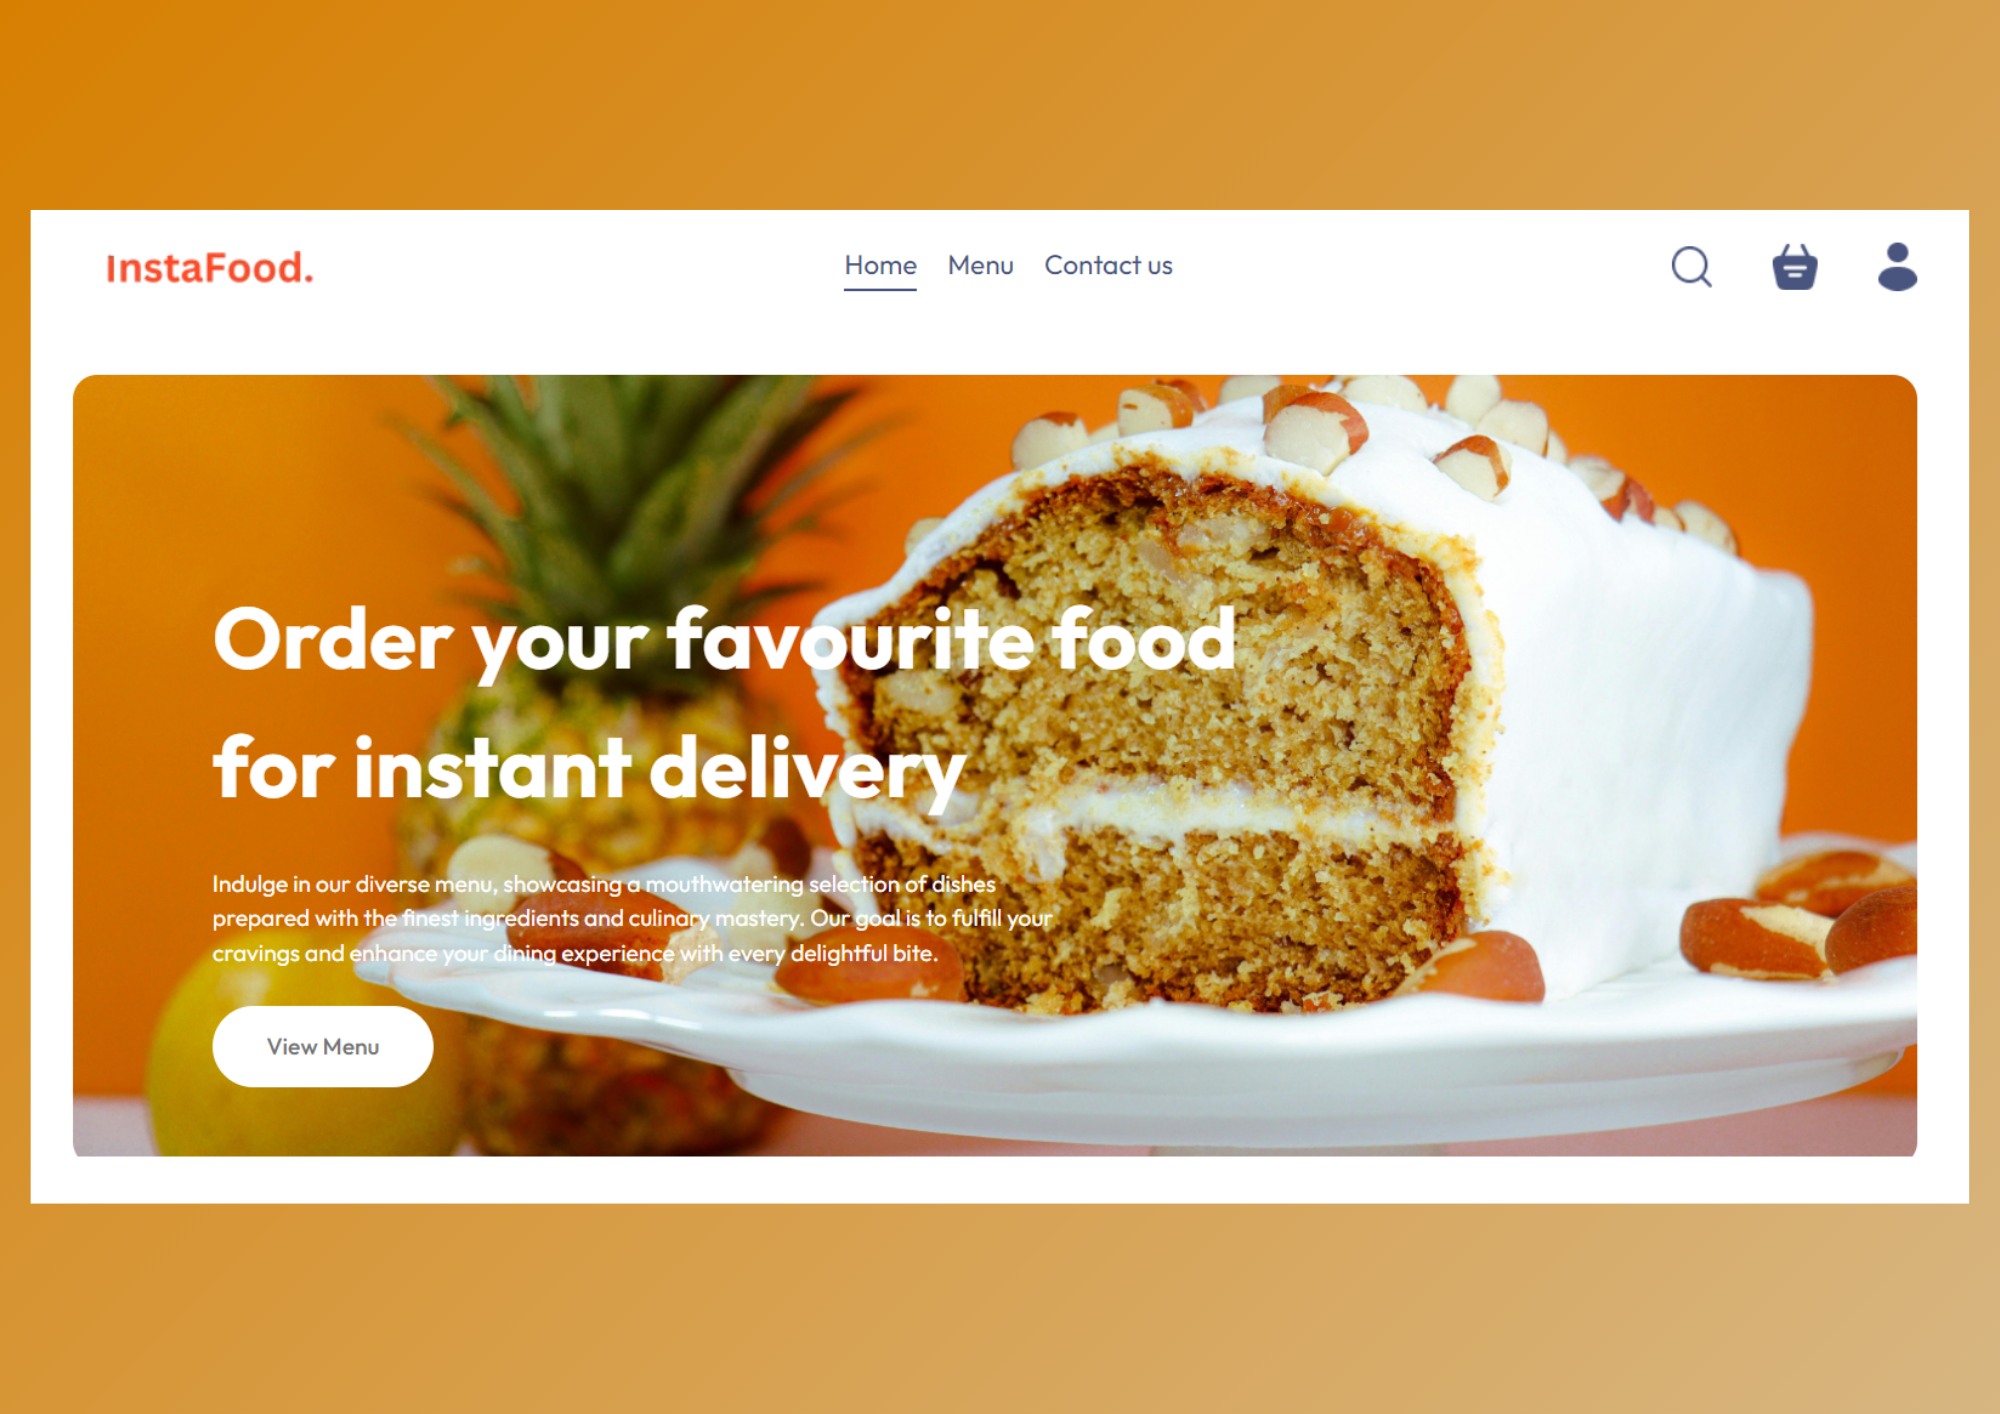 InstaFood.
Home Menu Contact us
Order your favourite food
for instant delivery
Indulge in our diverse menu, showcasing a mouthwatering selection of dishes
prepared with the finest ingredients and culinary mastery. Our goal is to fulfill your
cravings and enhance your dining experience with every delightful bite.
View Menu